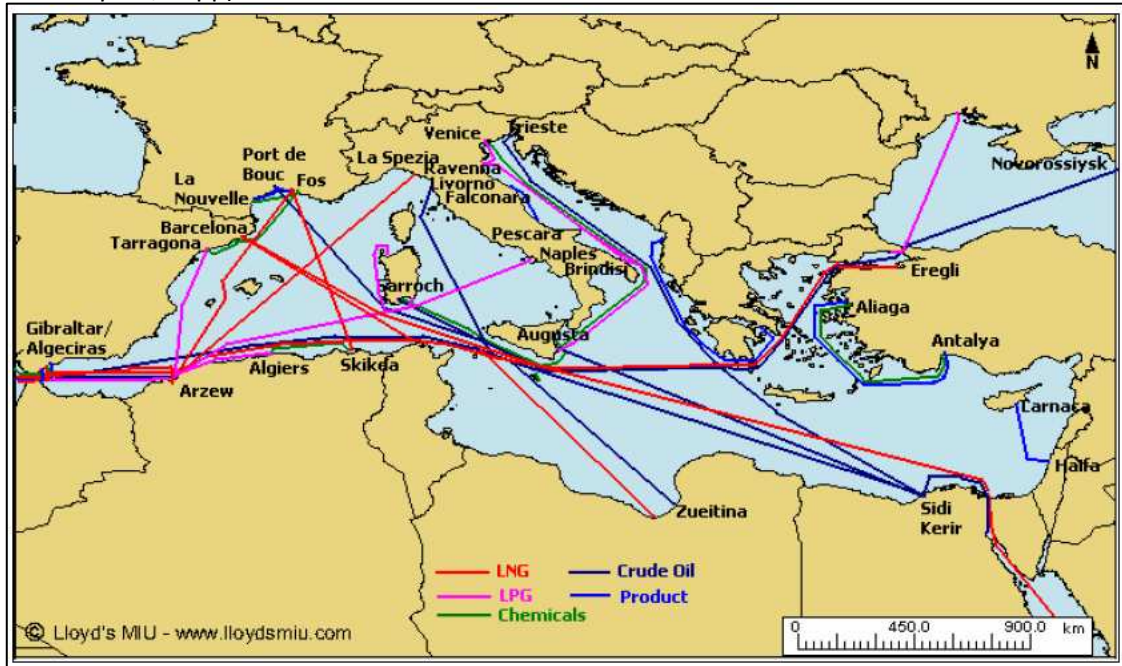 N
Venice
Trieste
Port de
Bouc
La Spezia
Ravenna
Novorossiysk
La
Nouvelle
Fos
Livorno
Falconara
Barcelona
Tarragona
Pescara
Naples
Brindisi
Eregli
Sarroch
Aliaga
Gibraltar/
Algeciras
Augusta
Antalya
Algiers
Skikda
Arzew
Larnaca
Haifa
Zueitina
Sidi
Kerir
LNG
Crude Oil
LPG
Product
Chemicals
© Lloyd's MIU - www.lloydsmiu.com
0 450.0 900.0 km